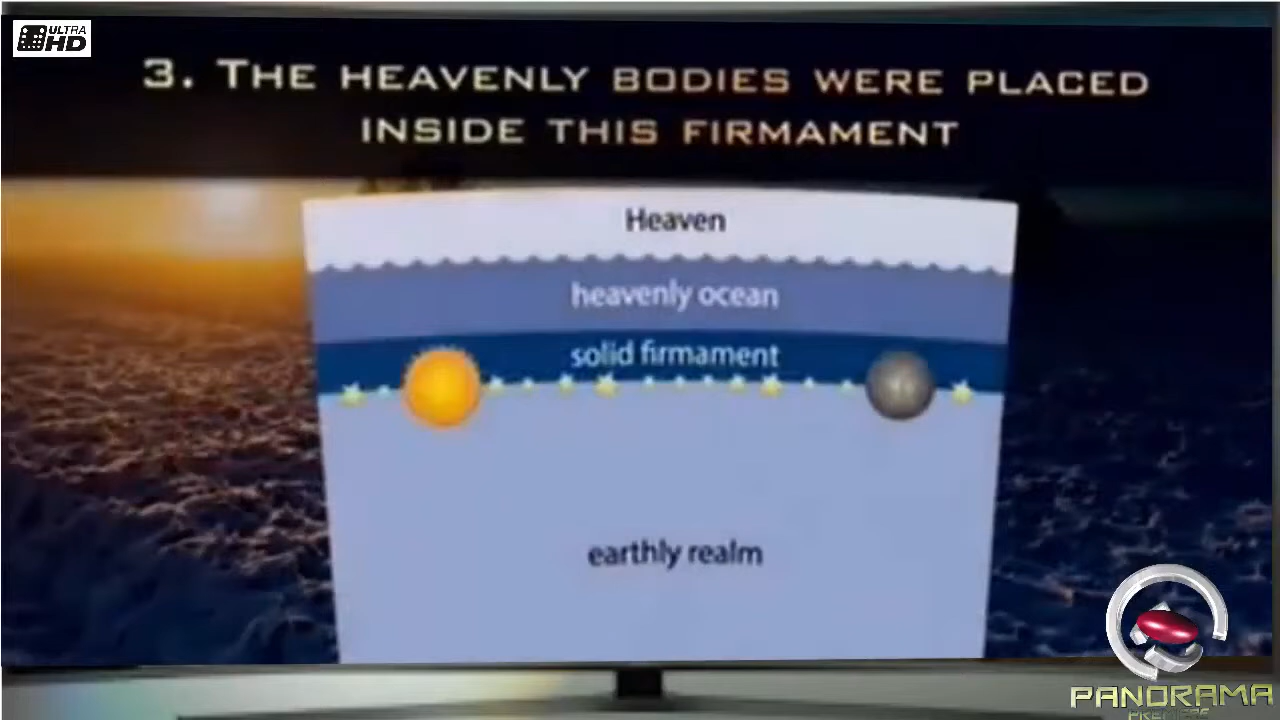 ULTRA
HD
3. THE HEAVENLY BODIES WERE PLACED
INSIDE THIS FIRMAMENT
Heaven
heavenly ocean
solid firmament
earthly realm
PANORAMA
PREMIERE